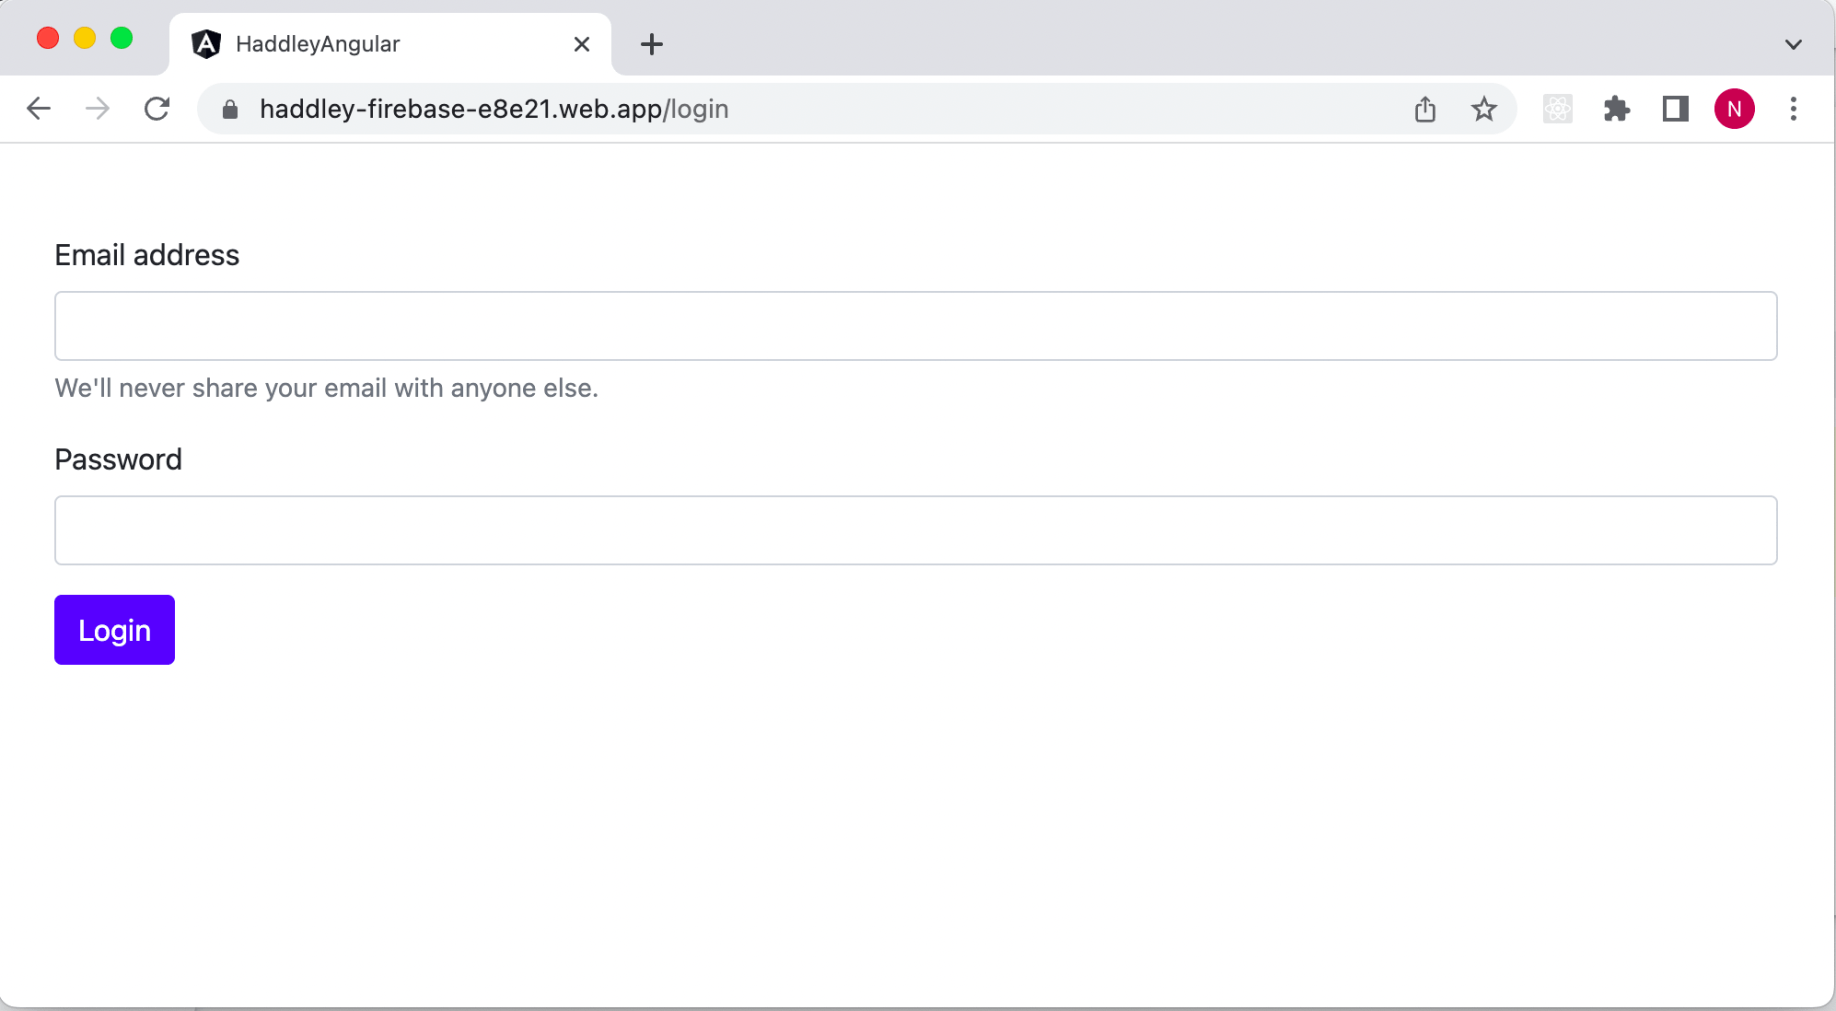 HaddleyAngular
haddley-firebase-e8e21.web.app/login
N
Email address
We'll never share your email with anyone else.
Password
Login